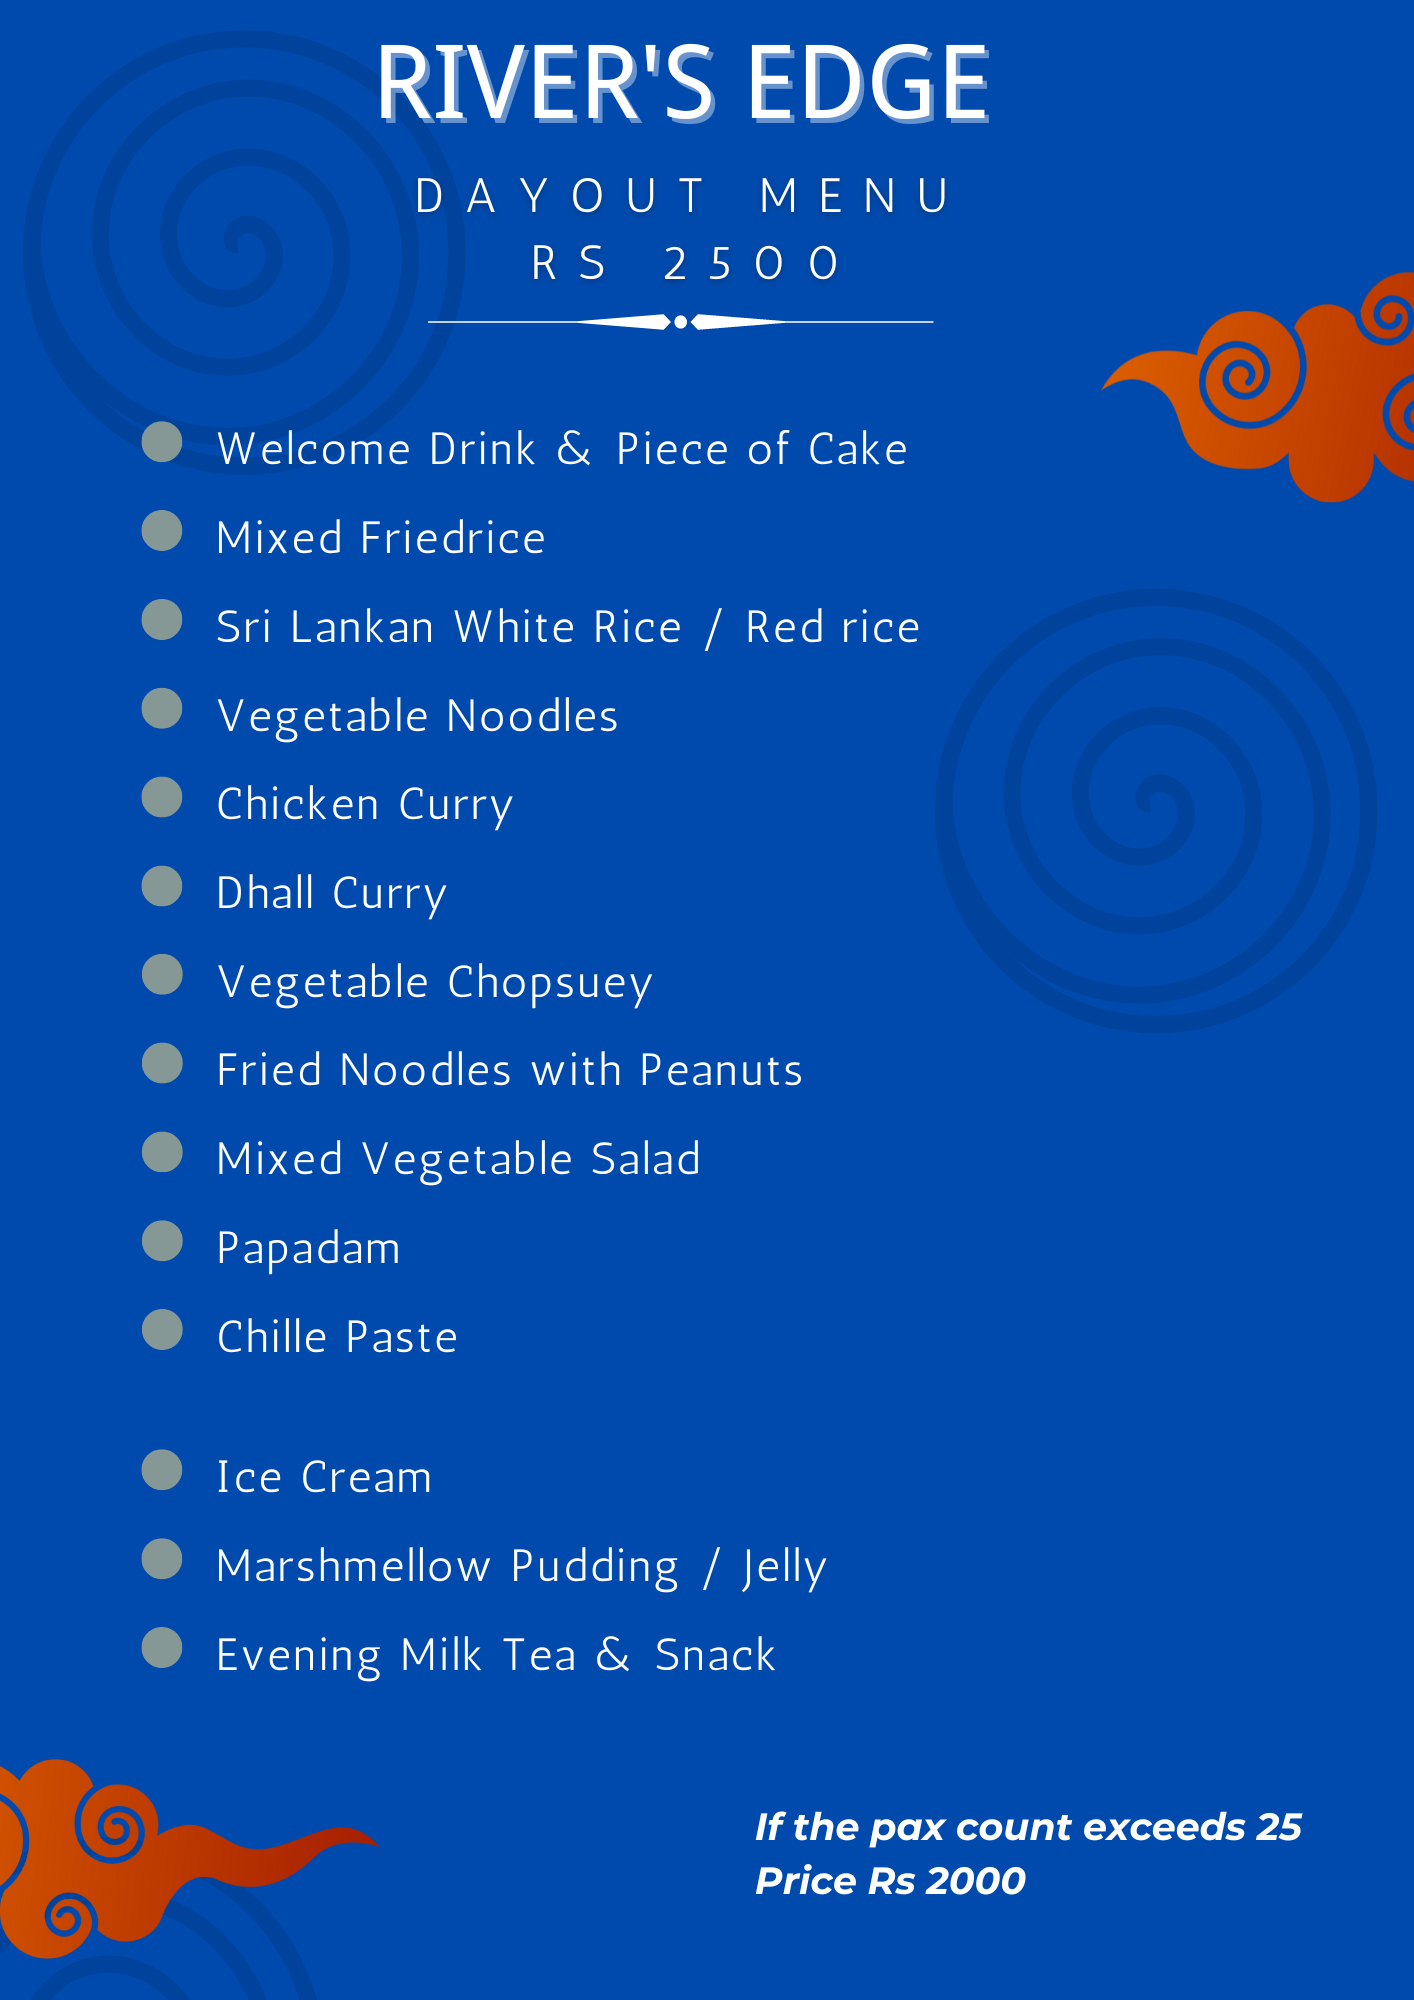 RIVER'S EDGE
DAYOUT MENU
RS 2500
Welcome Drink & Piece of Cake
Mixed Friedrice
Sri Lankan White Rice / Red rice
Vegetable Noodles
Chicken Curry
Dhall Curry
Vegetable Chopsuey
Fried Noodles with Peanuts
Mixed Vegetable Salad
Papadam
Chille Paste
Ice Cream
Marshmellow Pudding / Jelly
Evening Milk Tea & Snack
If the pax count exceeds 25
Price Rs 2000